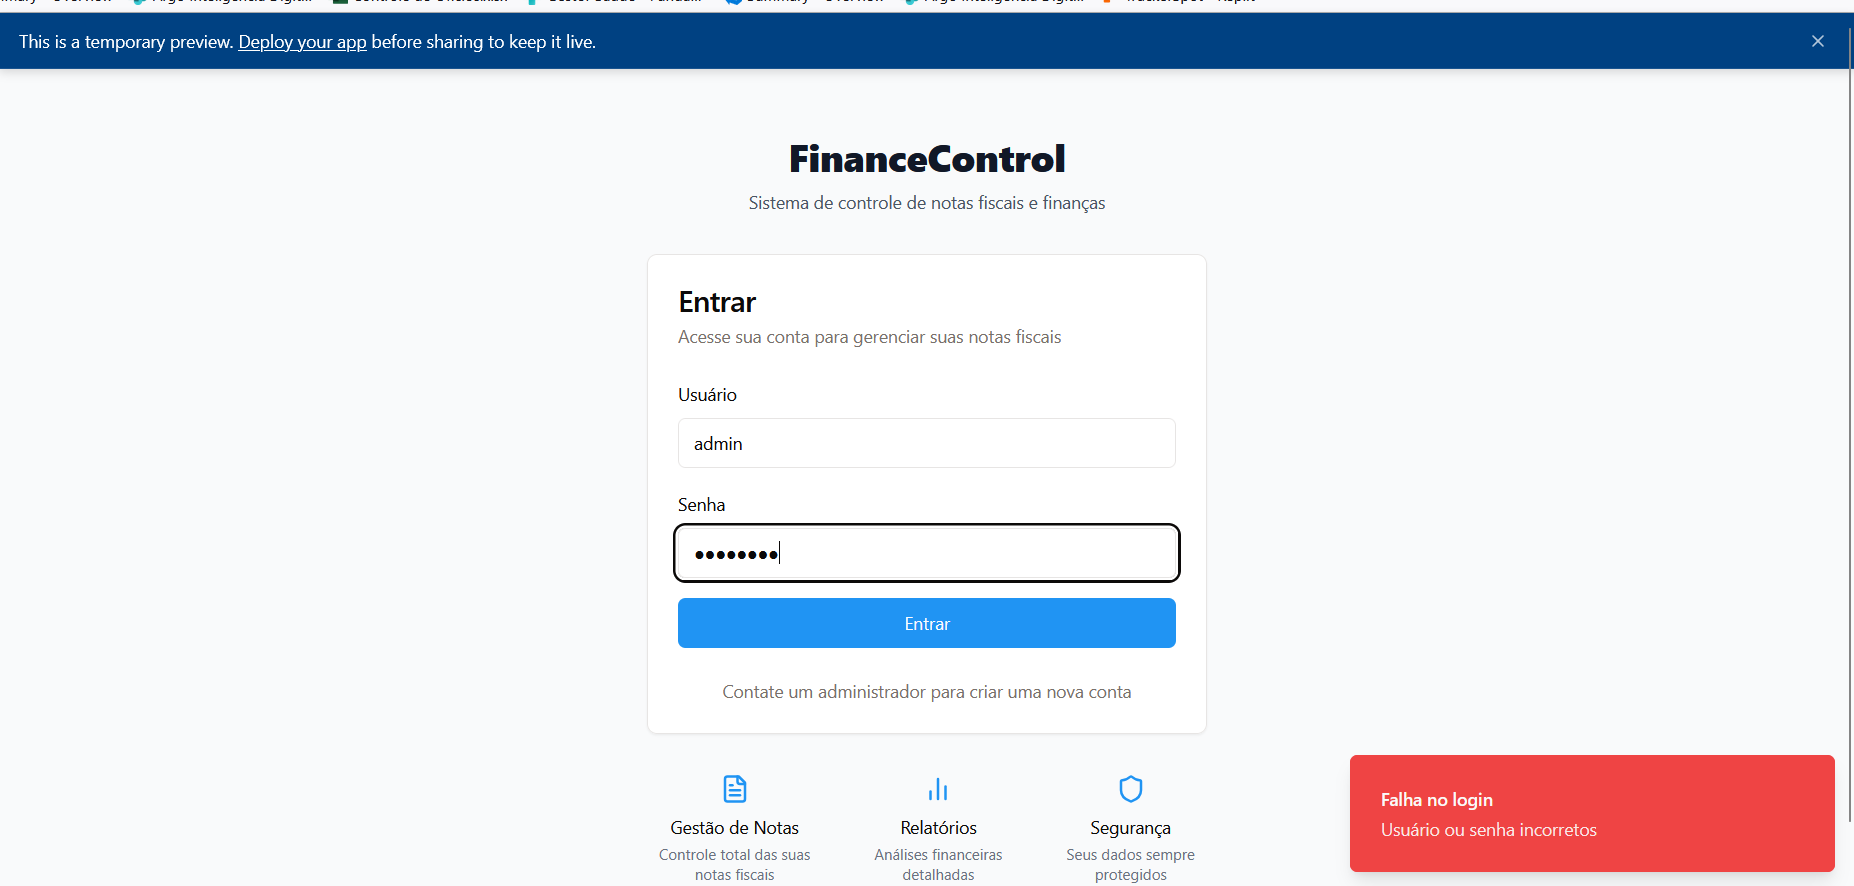 This is a temporary preview. Deploy your app before sharing to keep it live.
FinanceControl
Sistema de controle de notas fiscais e finanças
Entrar
Acesse sua conta para gerenciar suas notas fiscais
Usuário
admin
Senha
••••••••
Entrar
Contate um administrador para criar uma nova conta
Gestão de Notas
Controle total das suas
notas fiscais
Relatórios
Análises financeiras
detalhadas
Segurança
Seus dados sempre
protegidos
Falha no login
Usuário ou senha incorretos